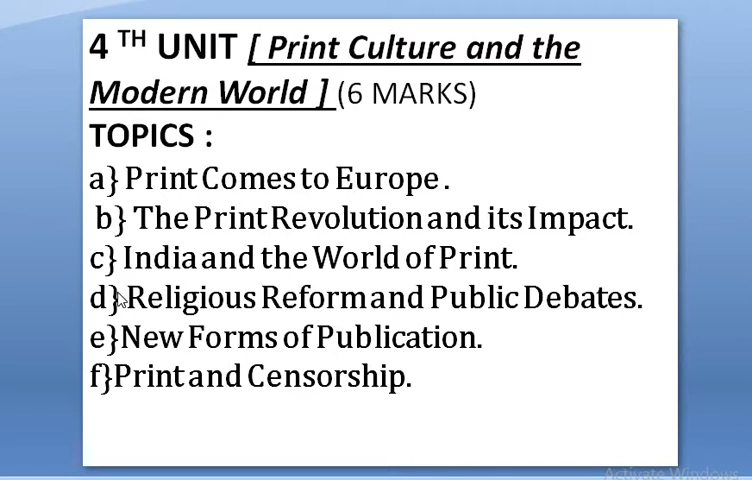 4 TH UNIT [ Print Culture and the
Modern World ] (6 MARKS)
TOPICS :
a} Print Comes to Europe .
b} The Print Revolution and its Impact.
c} India and the World of Print.
d} Religious Reform and Public Debates.
e}New Forms of Publication.
f}Print and Censorship.
Activate Windows